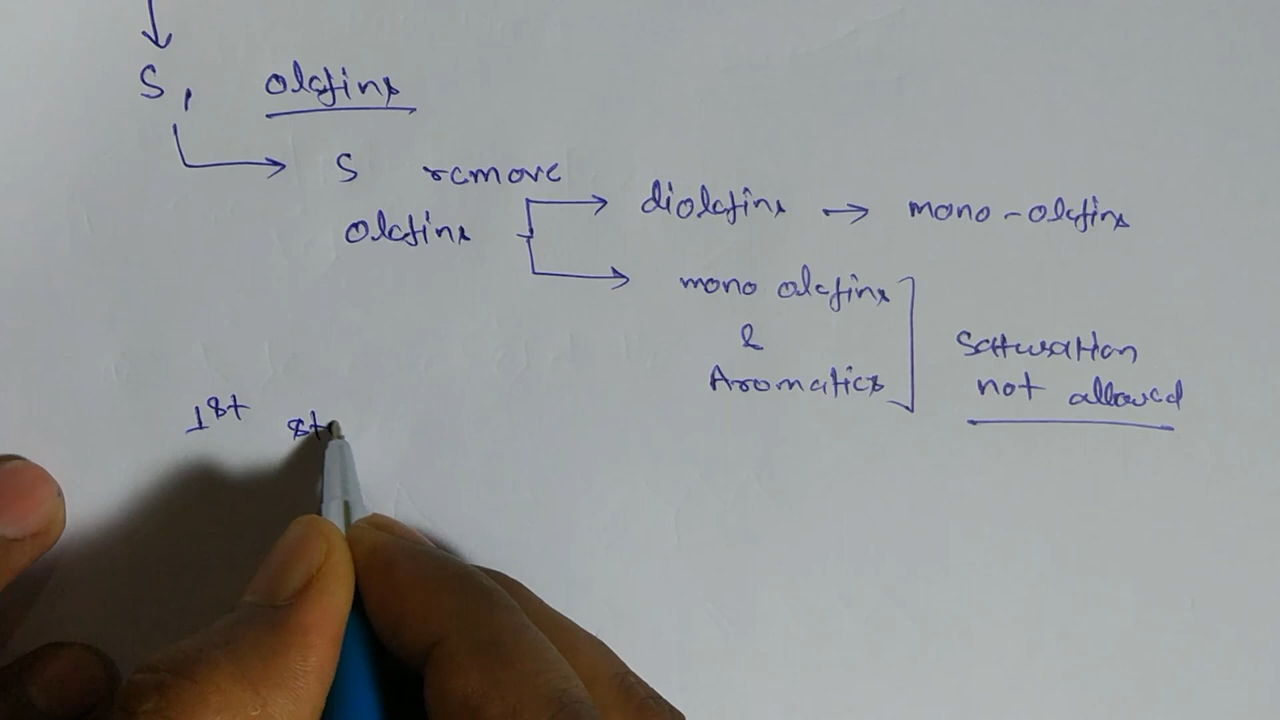 S, olefins
S remove
olefins
diolefins → mono-olefins
mono olefins
&
Aromatics
Saturation
not allowed
1st